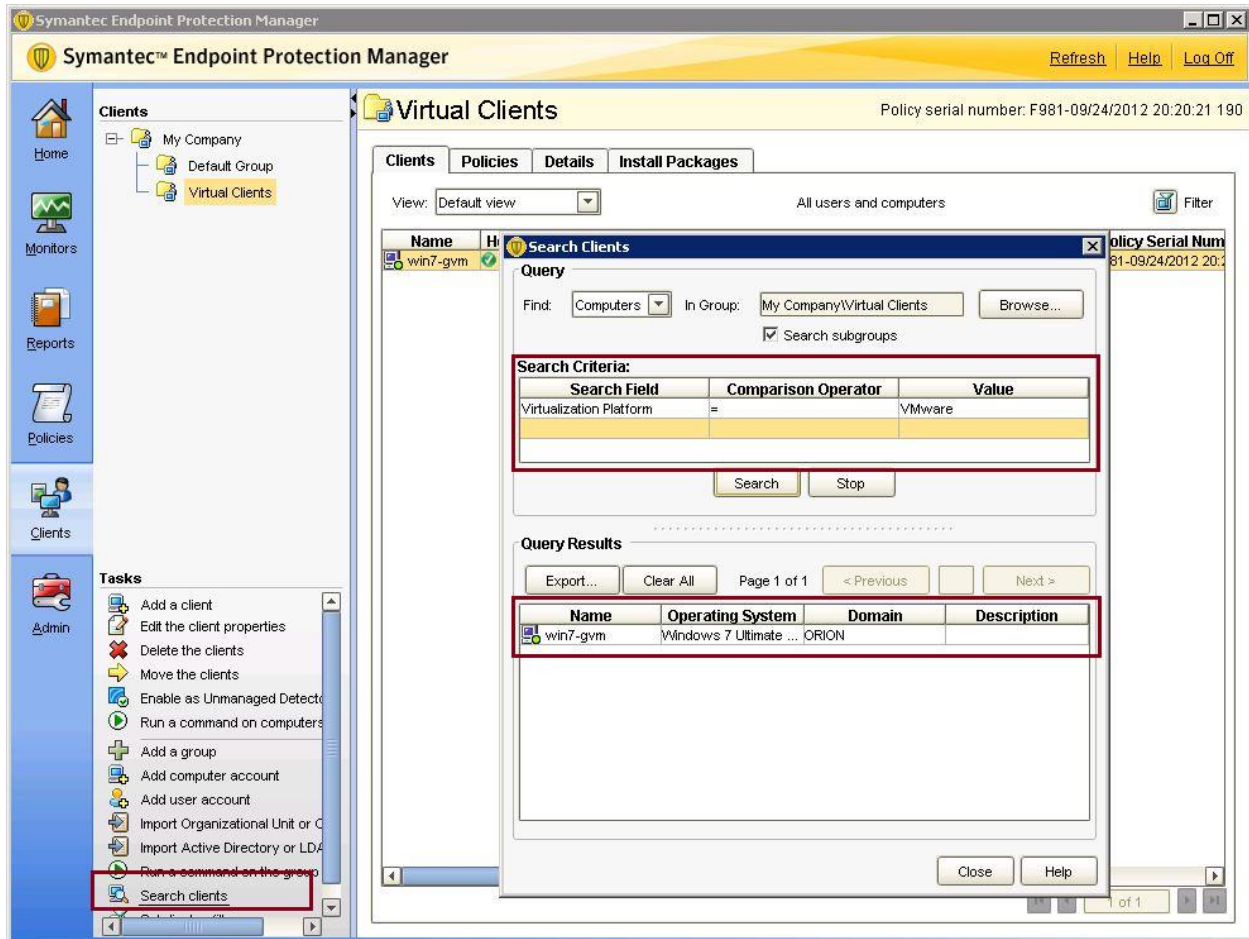 Symantec Endpoint Protection Manager
Symantec™ Endpoint Protection Manager
Refresh Help Log Off
Home
Monitors
Reports
Policies
Clients
Admin
Clients
My Company
Default Group
Virtual Clients
Tasks
Add a client
Edit the client properties
Delete the clients
Move the clients
Enable as Unmanaged Detecto
Run a command on computers
Add a group
Add computer account
Add user account
Import Organizational Unit or C
Import Active Directory or LDA
Run a command on the group
Search clients
Virtual Clients
Policy serial number: F981-09/24/2012 20:20:21 190
Clients Policies Details Install Packages
View: Default view All users and computers Filter
Name H olicy Serial Num
win7-gvm 81-09/24/2012 20:2
Search Clients
Query
Find: Computers In Group: My Company\Virtual Clients Browse...
Search subgroups
Search Criteria:
Search Field Comparison Operator Value
Virtualization Platform = VMware
Search Stop
Query Results
Export... Clear All Page 1 of 1 < Previous Next >
Name Operating System Domain Description
win7-gvm Windows 7 Ultimate ... ORION
Close Help
1 of 1